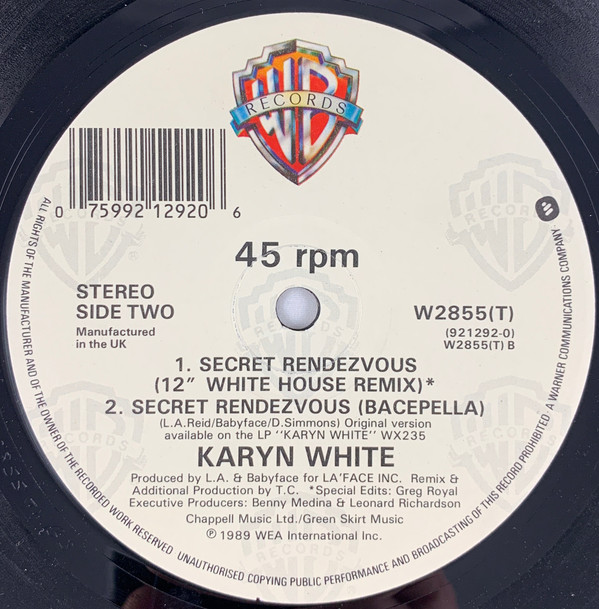 WB
RECORDS
0 75992 12920 6
45 rpm
STEREO
SIDE TWO
Manufactured
in the UK
W2855(T)
(921292-0)
W2855(T) B
1. SECRET RENDEZVOUS
(12" WHITE HOUSE REMIX)*
2. SECRET RENDEZVOUS (BACEPELLA)
(L.A.Reid/Babyface/D.Simmons) Original version
available on the LP "KARYN WHITE" WX235
KARYN WHITE
Produced by L.A. & Babyface for LA'FACE INC. Remix &
Additional Production by T.C. *Special Edits: Greg Royal
Executive Producers: Benny Medina & Leonard Richardson
Chappell Music Ltd./Green Skirt Music
℗ 1989 WEA International Inc.
ALL RIGHTS OF THE MANUFACTURER AND OF THE OWNER OF THE RECORDED WORK RESERVED UNAUTHORISED COPYING PUBLIC PERFORMANCE AND BROADCASTING OF THIS RECORD PROHIBITED A WARNER COMMUNICATIONS COMPANY